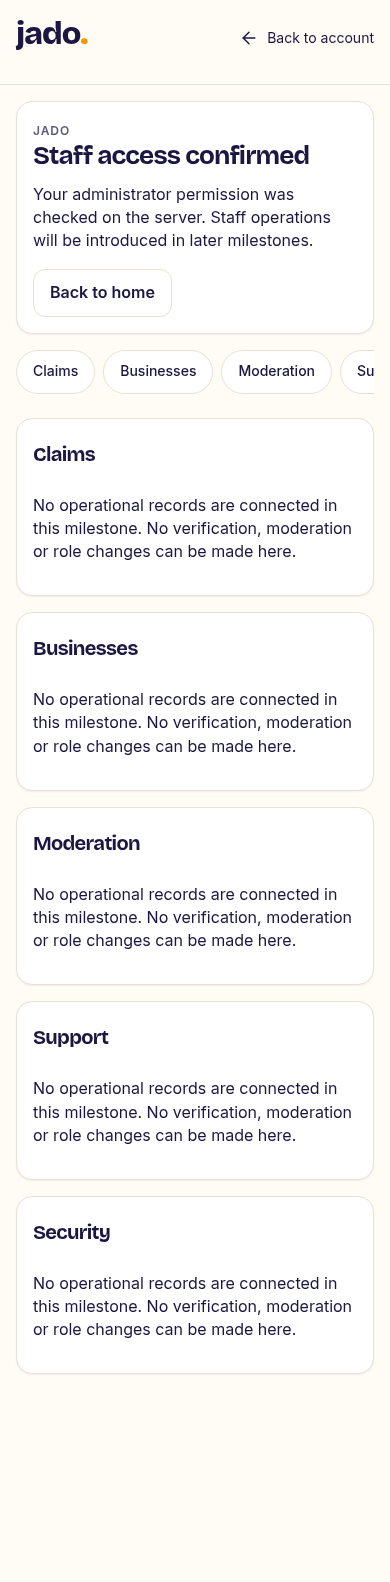 jado.
Back to account
JADO
Staff access confirmed
Your administrator permission was
checked on the server. Staff operations
will be introduced in later milestones.
Back to home
Claims
Businesses
Moderation
Su
Claims
No operational records are connected in
this milestone. No verification, moderation
or role changes can be made here.
Businesses
No operational records are connected in
this milestone. No verification, moderation
or role changes can be made here.
Moderation
No operational records are connected in
this milestone. No verification, moderation
or role changes can be made here.
Support
No operational records are connected in
this milestone. No verification, moderation
or role changes can be made here.
Security
No operational records are connected in
this milestone. No verification, moderation
or role changes can be made here.